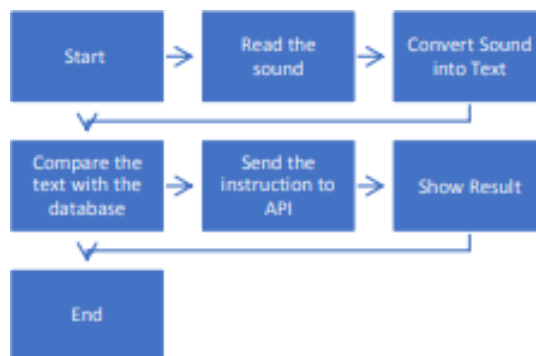 Start
Read the
sound
Convert Sound
into Text
Compare the
text with the
database
Send the
instruction to
API
Show Result
End